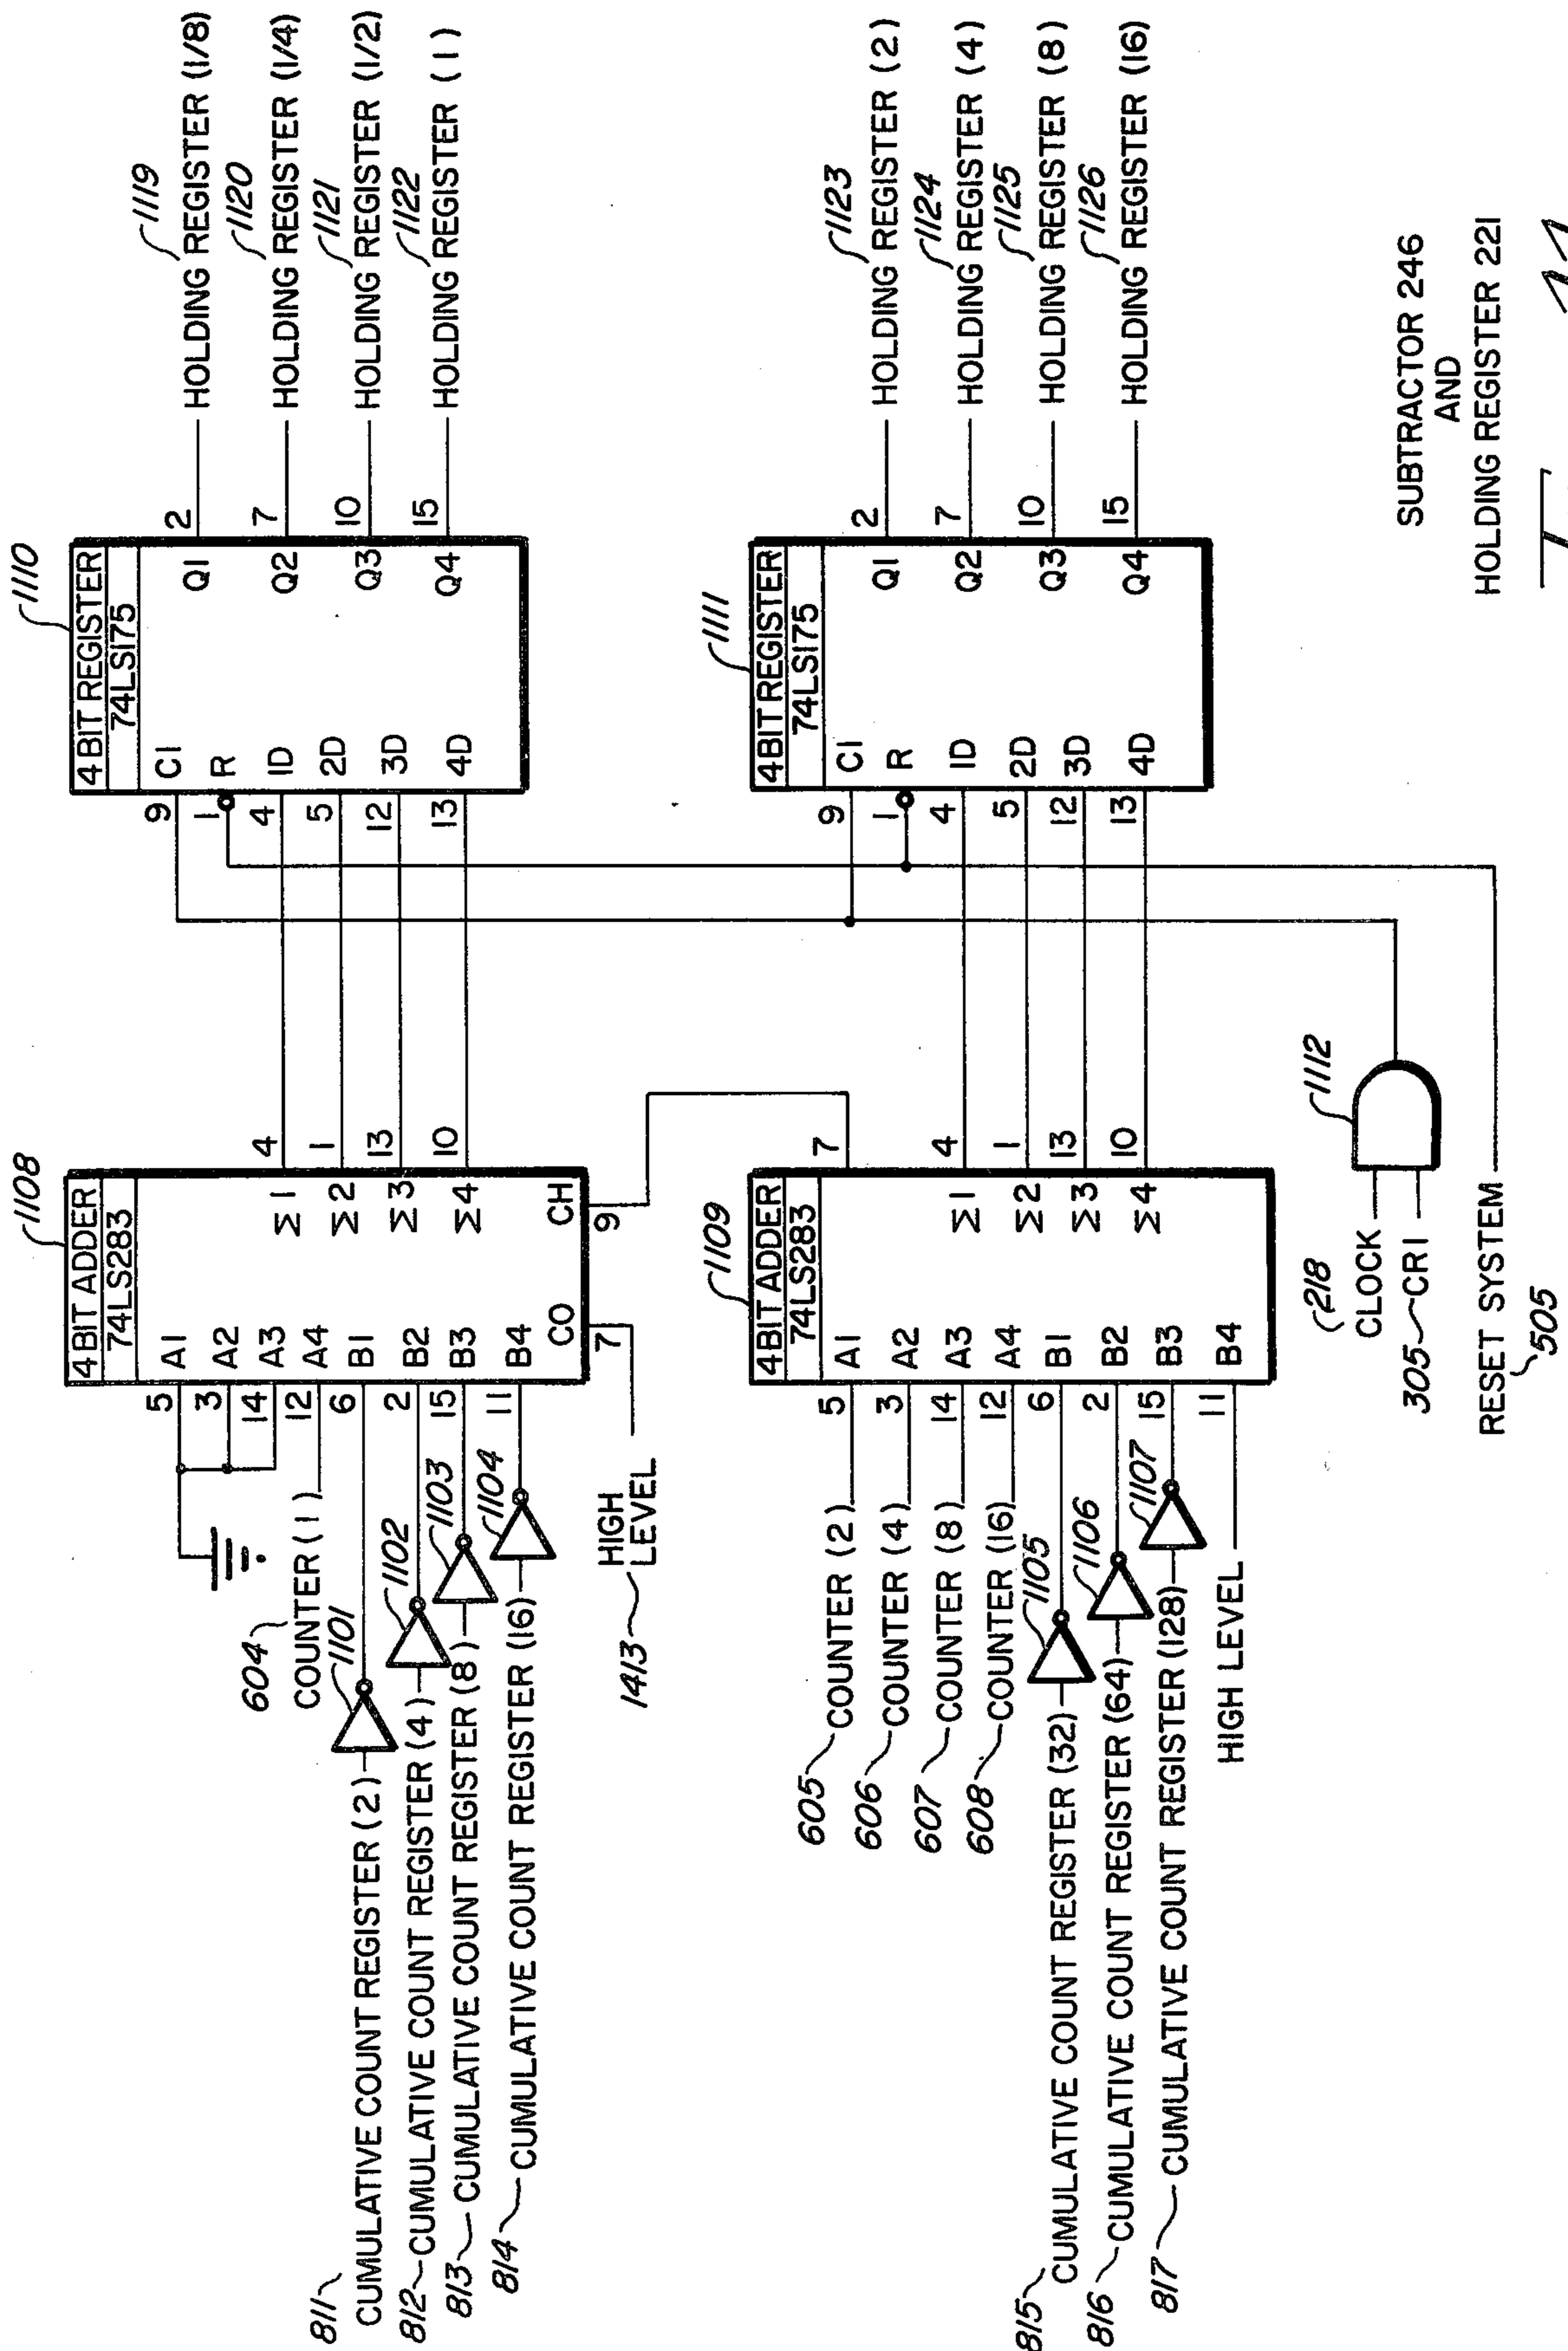 1108
4 BIT ADDER
74LS283
5 A1
3 A2
14 A3
12 A4
6 B1
2 B2
15 B3
11 B4
CO
7
CH
9
Σ1 4
Σ2 1
Σ3 13
Σ4 10
604
COUNTER (1)
811
CUMULATIVE COUNT REGISTER (2)
1101
812 CUMULATIVE COUNT REGISTER (4)
1102
813 CUMULATIVE COUNT REGISTER (8)
1103
814 CUMULATIVE COUNT REGISTER (16)
1104
1413
HIGH
LEVEL
1110
4 BIT REGISTER
74LS175
9 C1
1 R
4 1D
5 2D
12 3D
13 4D
Q1 2
Q2 7
Q3 10
Q4 15
1119
HOLDING REGISTER (1/8)
1120
HOLDING REGISTER (1/4)
1121
HOLDING REGISTER (1/2)
1122
HOLDING REGISTER (1)
1109
4 BIT ADDER
74LS283
7
5 A1
3 A2
14 A3
12 A4
6 B1
2 B2
15 B3
11 B4
Σ1 4
Σ2 1
Σ3 13
Σ4 10
605 COUNTER (2)
606 COUNTER (4)
607 COUNTER (8)
608 COUNTER (16)
815
CUMULATIVE COUNT REGISTER (32)
1105
816 CUMULATIVE COUNT REGISTER (64)
1106
817 CUMULATIVE COUNT REGISTER (128)
1107
HIGH LEVEL
1111
4 BIT REGISTER
74LS175
9 C1
1 R
4 1D
5 2D
12 3D
13 4D
Q1 2
Q2 7
Q3 10
Q4 15
1123
HOLDING REGISTER (2)
1124
HOLDING REGISTER (4)
1125
HOLDING REGISTER (8)
1126
HOLDING REGISTER (16)
218
CLOCK
305 CR1
1112
RESET SYSTEM
505
SUBTRACTOR 246
AND
HOLDING REGISTER 221